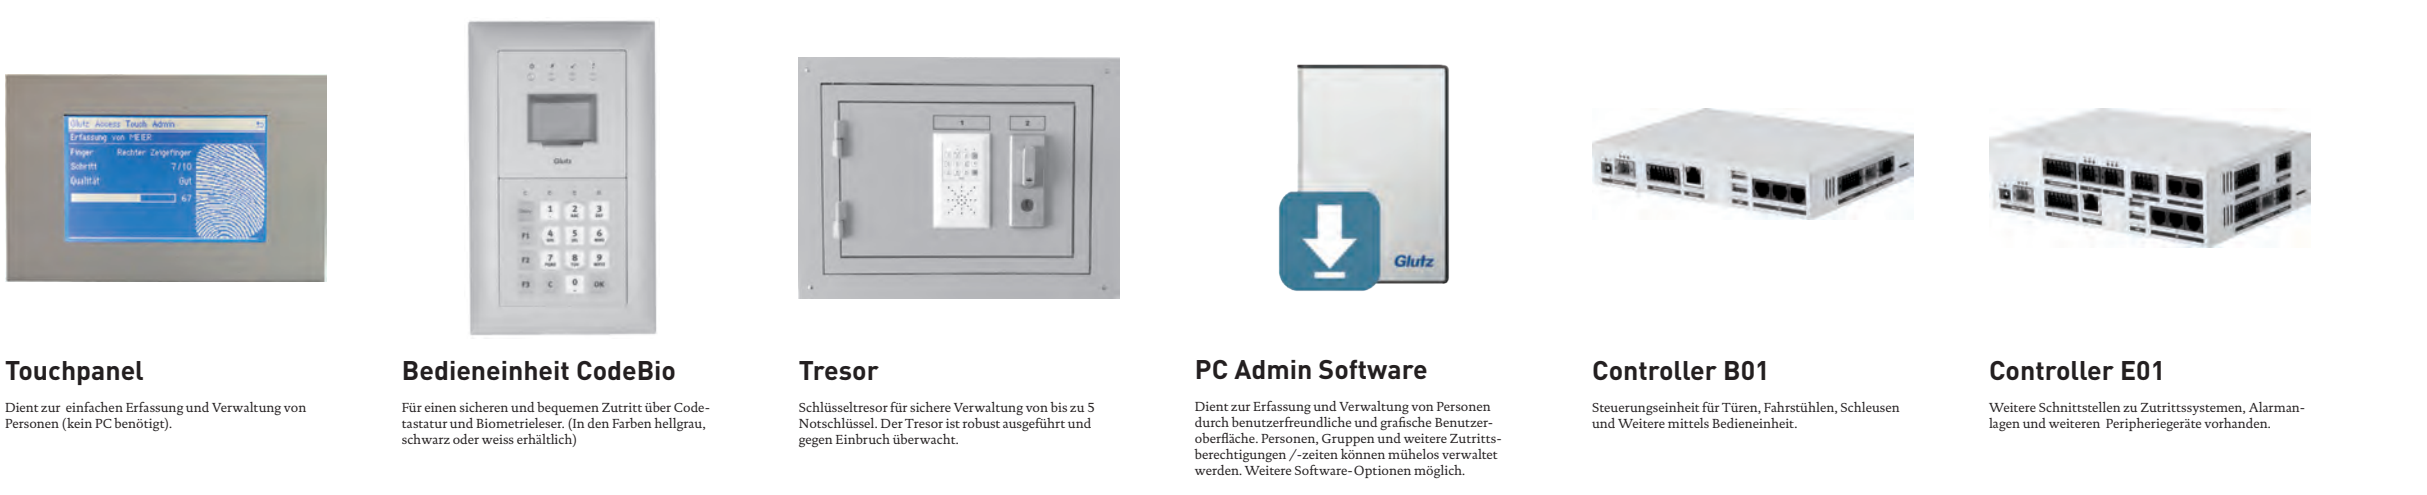 Glutz Access Touch Admin
Erfassung von MEIER
Finger Rechter Zeigefinger
Schritt 7/10
Qualität Gut
67
Touchpanel
Dient zur einfachen Erfassung und Verwaltung von
Personen (kein PC benötigt).
Glutz
1
2 ABC
3 DEF
F1
4
5
6
F2
7
8
9
F3
C
0
OK
Bedieneinheit CodeBio
Für einen sicheren und bequemen Zutritt über Code-
tastatur und Biometrieleser. (In den Farben hellgrau,
schwarz oder weiss erhältlich)
1
2
Tresor
Schlüsseltresor für sichere Verwaltung von bis zu 5
Notschlüssel. Der Tresor ist robust ausgeführt und
gegen Einbruch überwacht.
Glutz
PC Admin Software
Dient zur Erfassung und Verwaltung von Personen
durch benutzerfreundliche und grafische Benutzer-
oberfläche. Personen, Gruppen und weitere Zutritts-
berechtigungen /-zeiten können mühelos verwaltet
werden. Weitere Software-Optionen möglich.
Controller B01
Steuerungseinheit für Türen, Fahrstühlen, Schleusen
und Weitere mittels Bedieneinheit.
Controller E01
Weitere Schnittstellen zu Zutrittssystemen, Alarman-
lagen und weiteren Peripheriegeräte vorhanden.